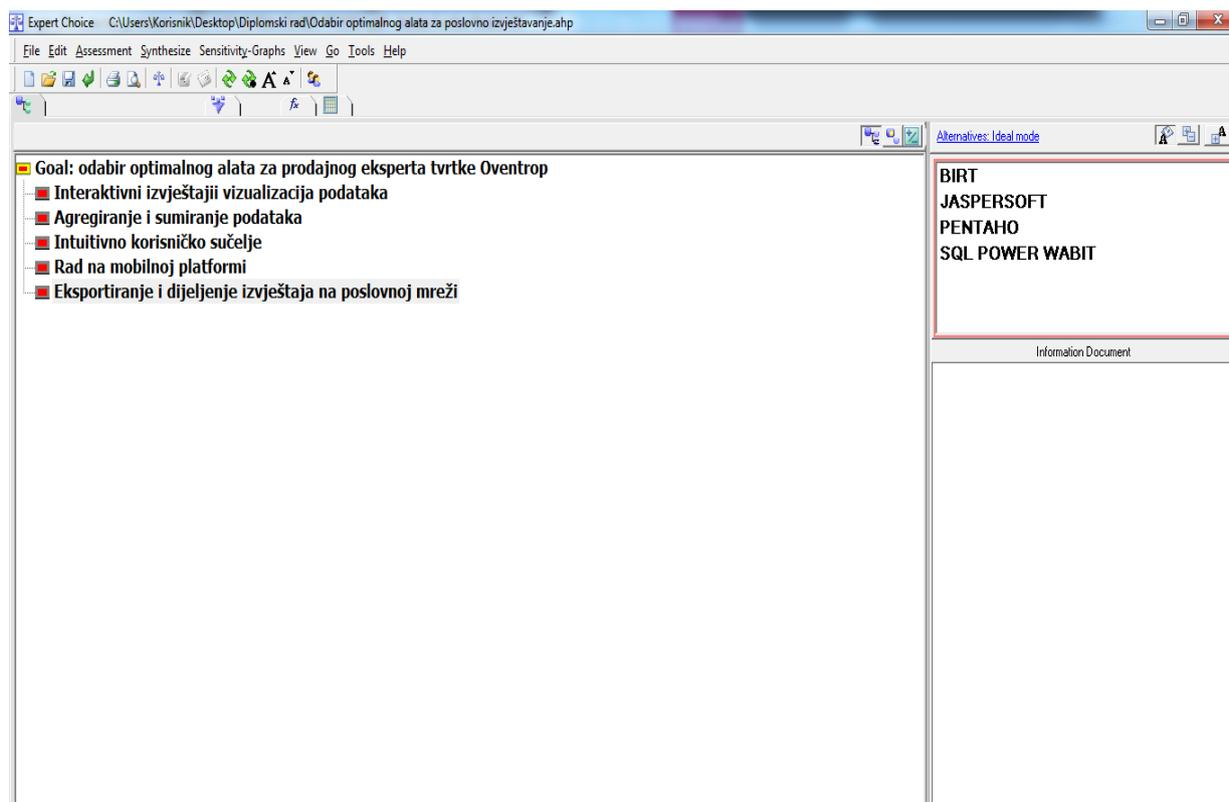 Expert Choice C:\Users\Korisnik\Desktop\Diplomski rad\Odabir optimalnog alata za poslovno izvještavanje.ahp
File Edit Assessment Synthesize Sensitivity-Graphs View Go Tools Help
Alternatives: Ideal mode
Goal: odabir optimalnog alata za prodajnog eksperta tvrtke Oventrop
Interaktivni izvještajii vizualizacija podataka
Agregiranje i sumiranje podataka
Intuitivno korisničko sučelje
Rad na mobilnoj platformi
Eksportiranje i dijeljenje izvještaja na poslovnoj mreži
BIRT
JASPERSOFT
PENTAHO
SQL POWER WABIT
Information Document